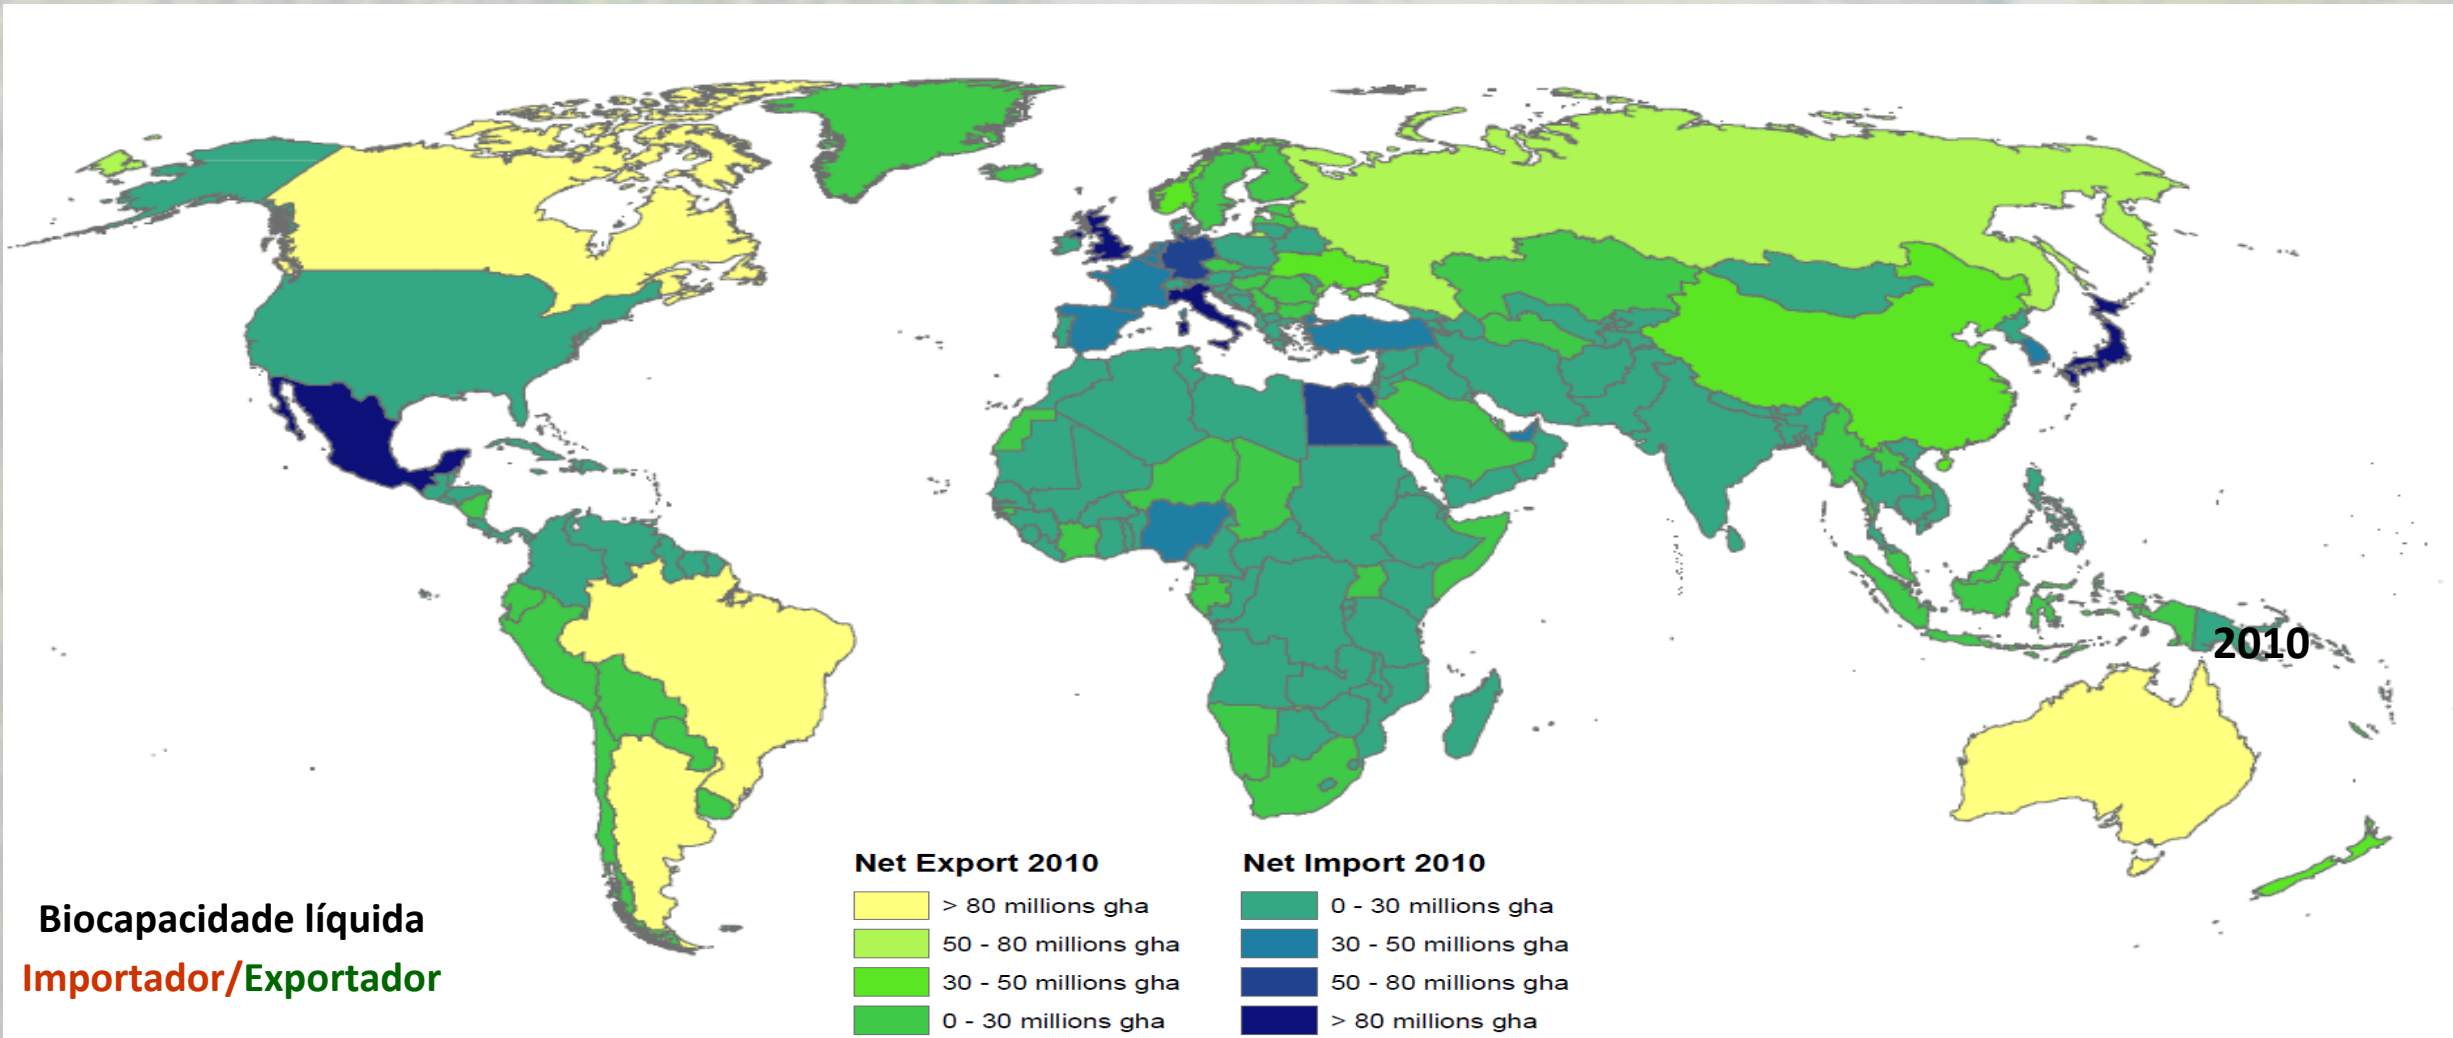 2010
Biocapacidade líquida
Importador/Exportador
Net Export 2010
> 80 millions gha
50 - 80 millions gha
30 - 50 millions gha
0 - 30 millions gha
Net Import 2010
0 - 30 millions gha
30 - 50 millions gha
50 - 80 millions gha
> 80 millions gha